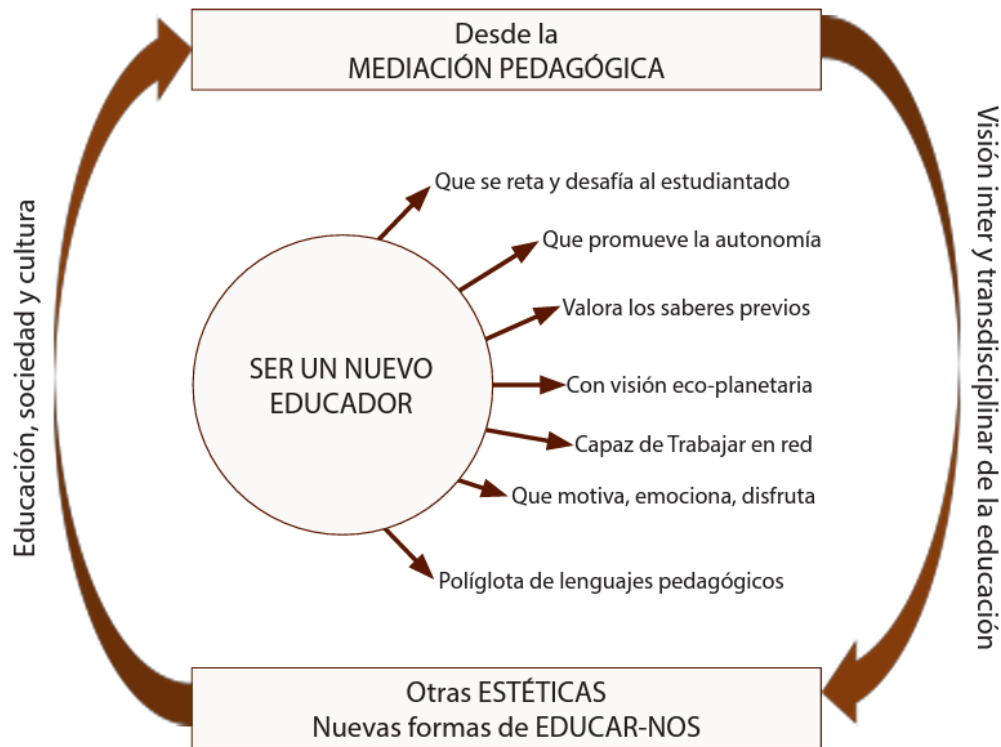 Desde la
MEDIACIÓN PEDAGÓGICA
Educación, sociedad y cultura
Visión inter y transdisciplinar de la educación
SER UN NUEVO
EDUCADOR
Que se reta y desafía al estudiantado
Que promueve la autonomía
Valora los saberes previos
Con visión eco-planetaria
Capaz de Trabajar en red
Que motiva, emociona, disfruta
Políglota de lenguajes pedagógicos
Otras ESTÉTICAS
Nuevas formas de EDUCAR-NOS